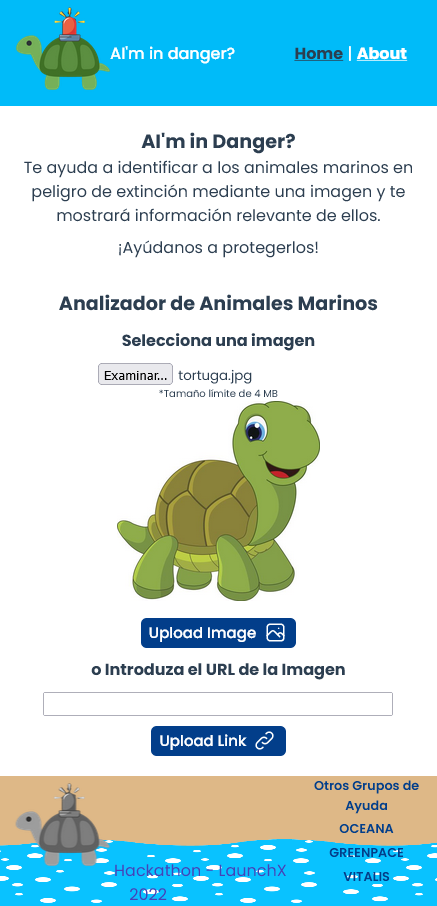 AI'm in danger?
Home | About
AI'm in Danger?
Te ayuda a identificar a los animales marinos en
peligro de extinción mediante una imagen y te
mostrará información relevante de ellos.
¡Ayúdanos a protegerlos!
Analizador de Animales Marinos
Selecciona una imagen
Examinar... tortuga.jpg
*Tamaño limite de 4 MB
Upload Image
o Introduza el URL de la Imagen
Upload Link
Otros Grupos de
Ayuda
OCEANA
GREENPACE
VITALIS
Hackathon - LaunchX
2022